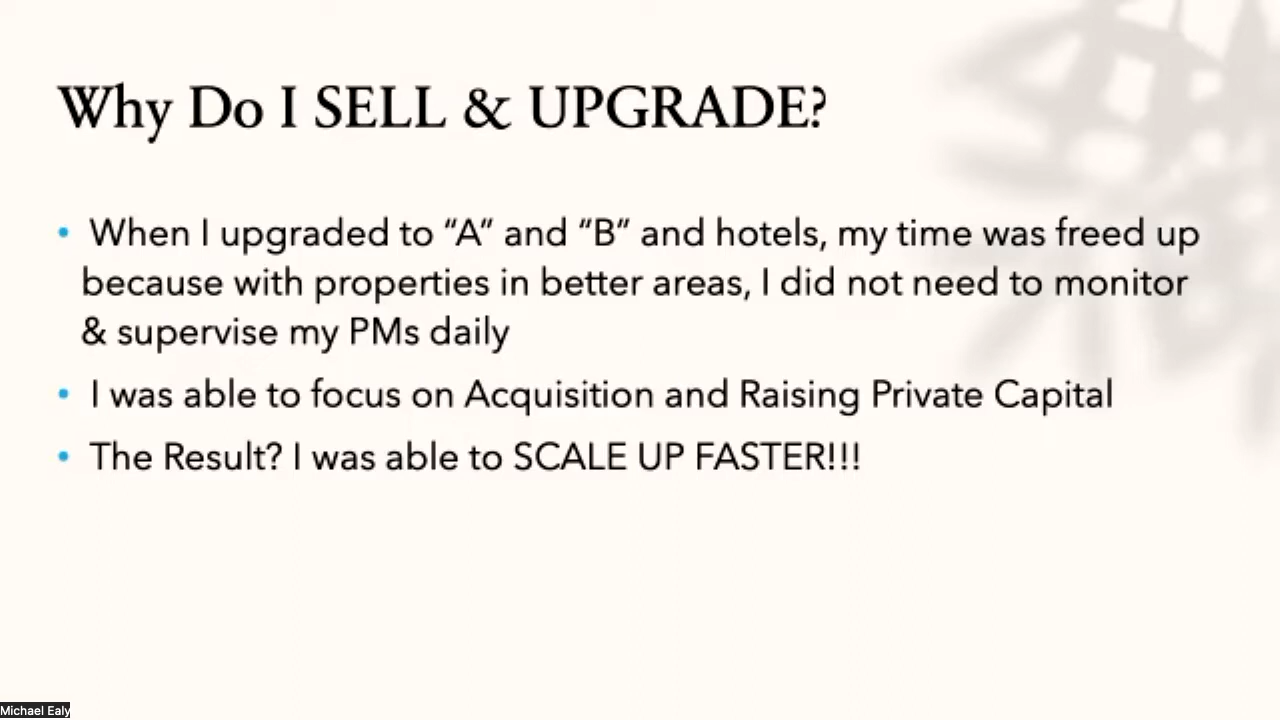 Why Do I SELL & UPGRADE?
• When I upgraded to “A” and “B” and hotels, my time was freed up
because with properties in better areas, I did not need to monitor
& supervise my PMs daily
• I was able to focus on Acquisition and Raising Private Capital
• The Result? I was able to SCALE UP FASTER!!!
Michael Ealy